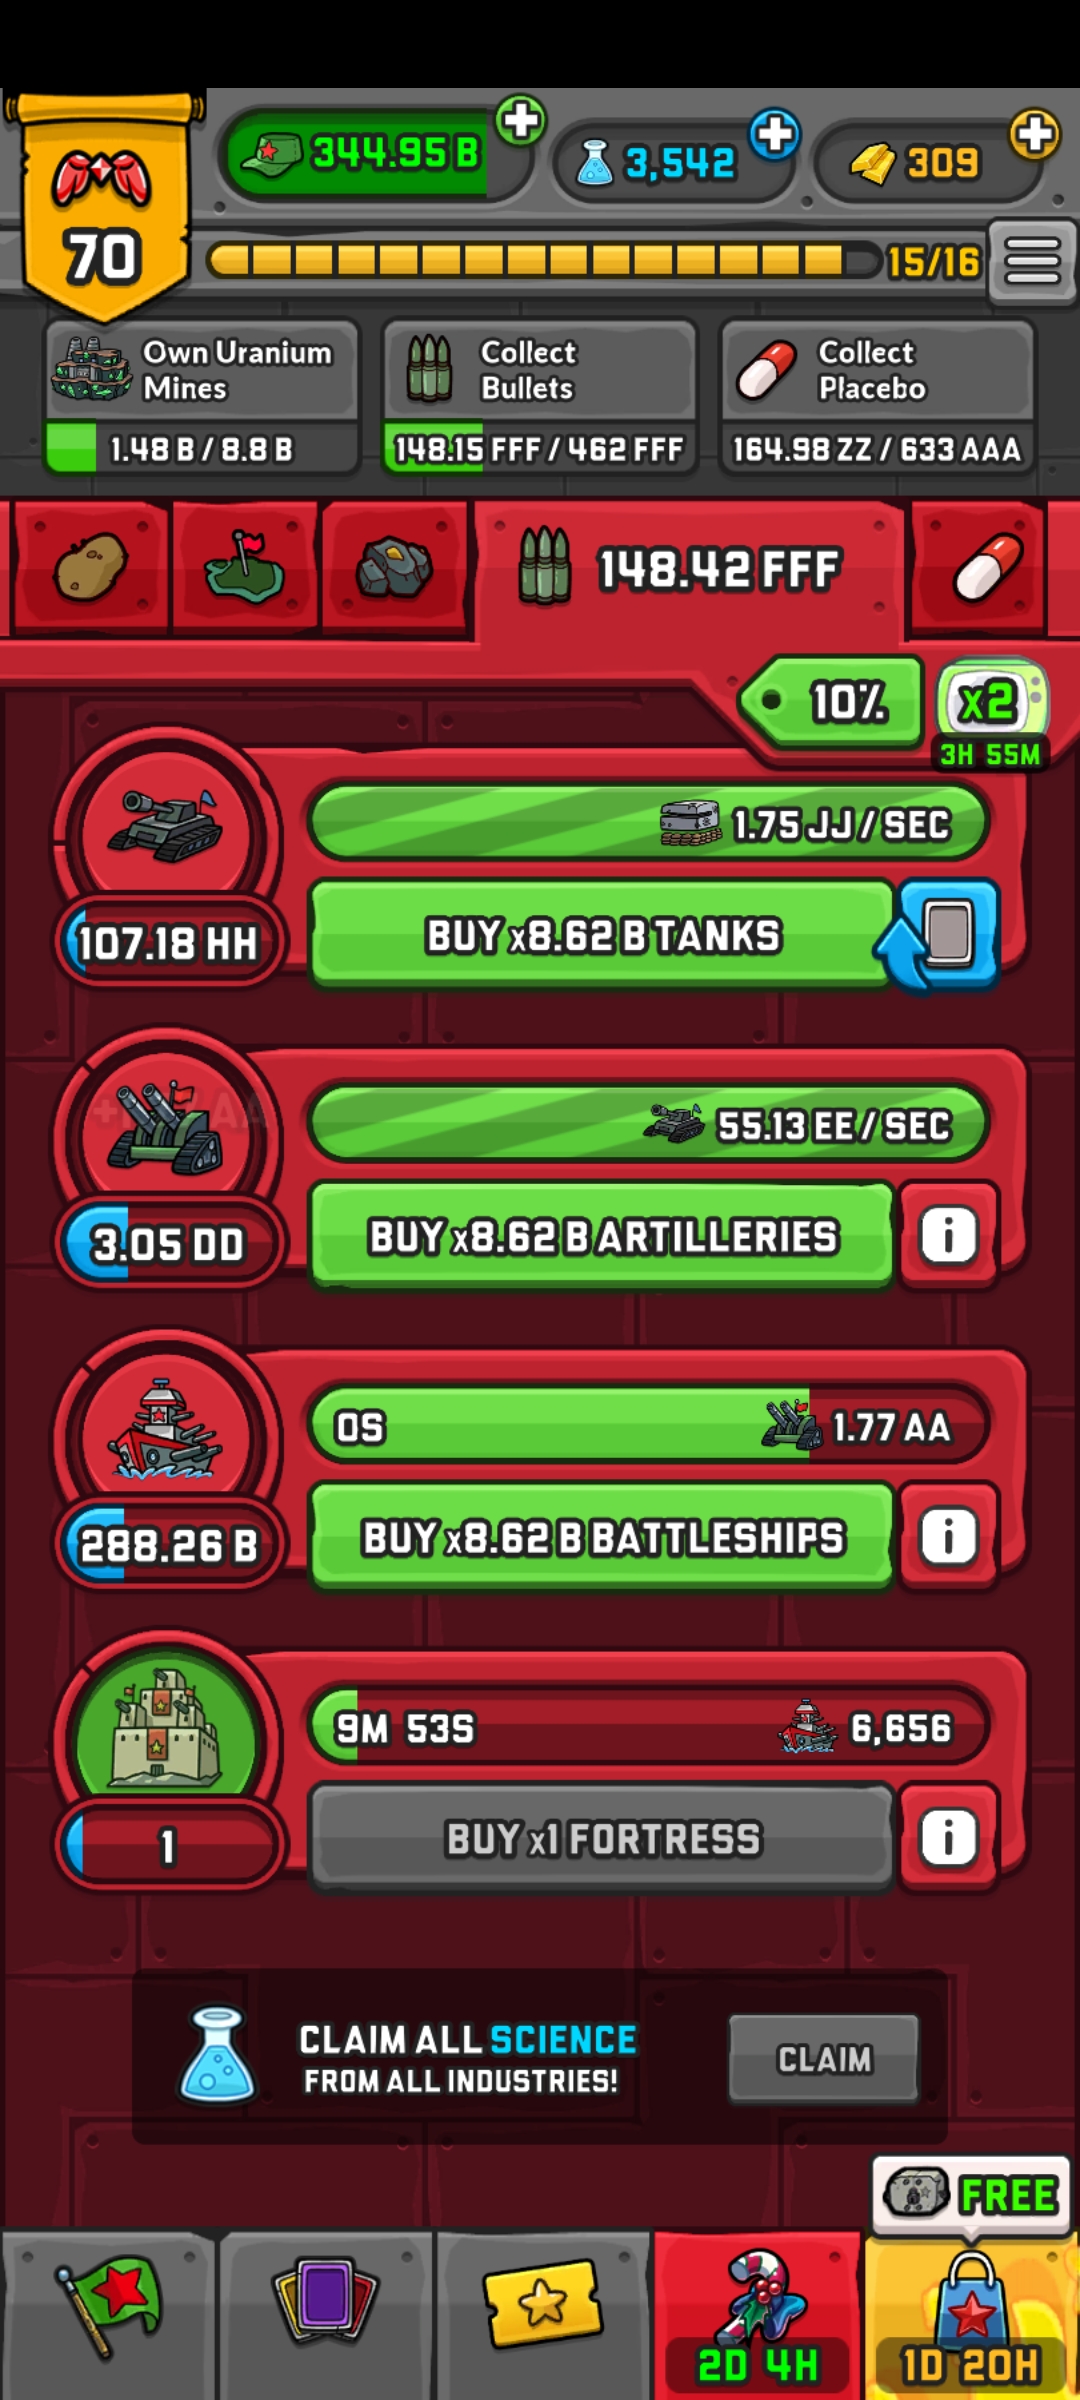 344.95 B
3,542
309
70
15/16
Own Uranium
Mines
1.48 B / 8.8 B
Collect
Bullets
148.15 FFF / 462 FFF
Collect
Placebo
164.98 ZZ / 633 AAA
148.42 FFF
10%
x2
3H 55M
1.75 JJ / SEC
107.18 HH
BUY x8.62 B TANKS
55.13 EE / SEC
3.05 DD
BUY x8.62 B ARTILLERIES
i
0S
1.77 AA
288.26 B
BUY x8.62 B BATTLESHIPS
i
9M 53S
6,656
1
BUY x1 FORTRESS
i
CLAIM ALL SCIENCE
FROM ALL INDUSTRIES!
CLAIM
FREE
2D 4H
1D 20H